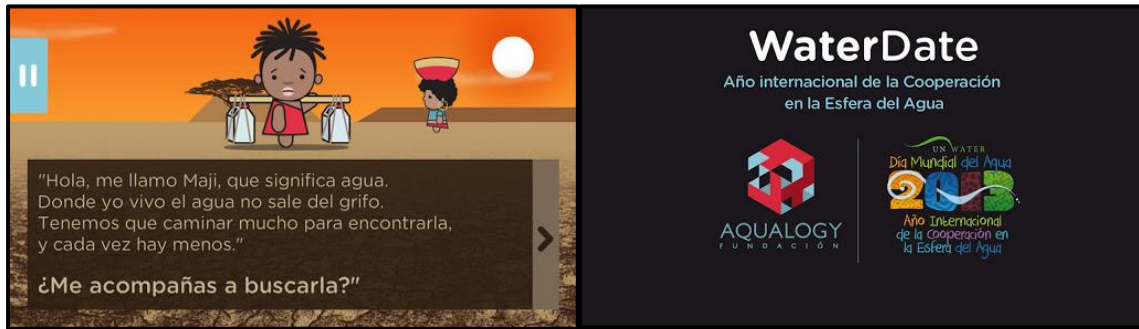 "Hola, me llamo Maji, que significa agua.
Donde yo vivo el agua no sale del grifo.
Tenemos que caminar mucho para encontrarla,
y cada vez hay menos."
¿Me acompañas a buscarla?"
WaterDate
Año internacional de la Cooperación
en la Esfera del Agua
AQUALOGY
FUNDACIÓN
UN WATER
Día Mundial del Agua
2013
Año Internacional
de la Cooperación en
la Esfera del Agua